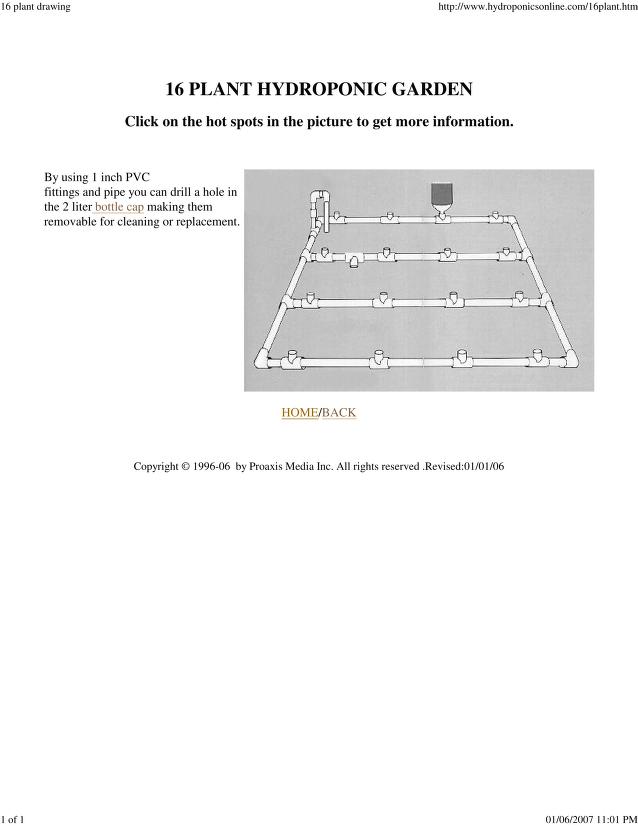 16 plant drawing
http://www.hydroponicsonline.com/16plant.htm
16 PLANT HYDROPONIC GARDEN
Click on the hot spots in the picture to get more information.
By using 1 inch PVC
fittings and pipe you can drill a hole in
the 2 liter bottle cap making them
removable for cleaning or replacement.
HOME/BACK
Copyright © 1996-06 by Proaxis Media Inc. All rights reserved .Revised:01/01/06
1 of 1
01/06/2007 11:01 PM